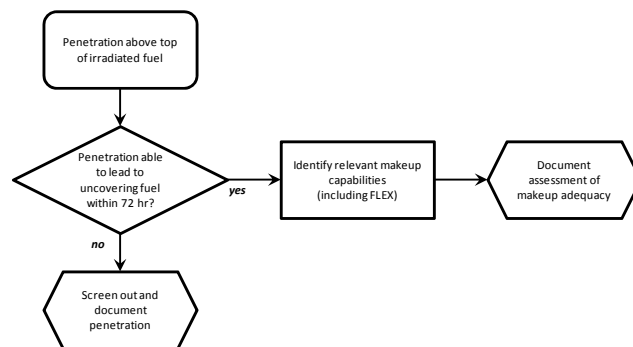 Penetration above top
of irradiated fuel
Penetration able
to lead to
uncovering fuel
within 72 hr?
yes
Identify relevant makeup
capabilities
(including FLEX)
Document
assessment of
makeup adequacy
no
Screen out and
document
penetration